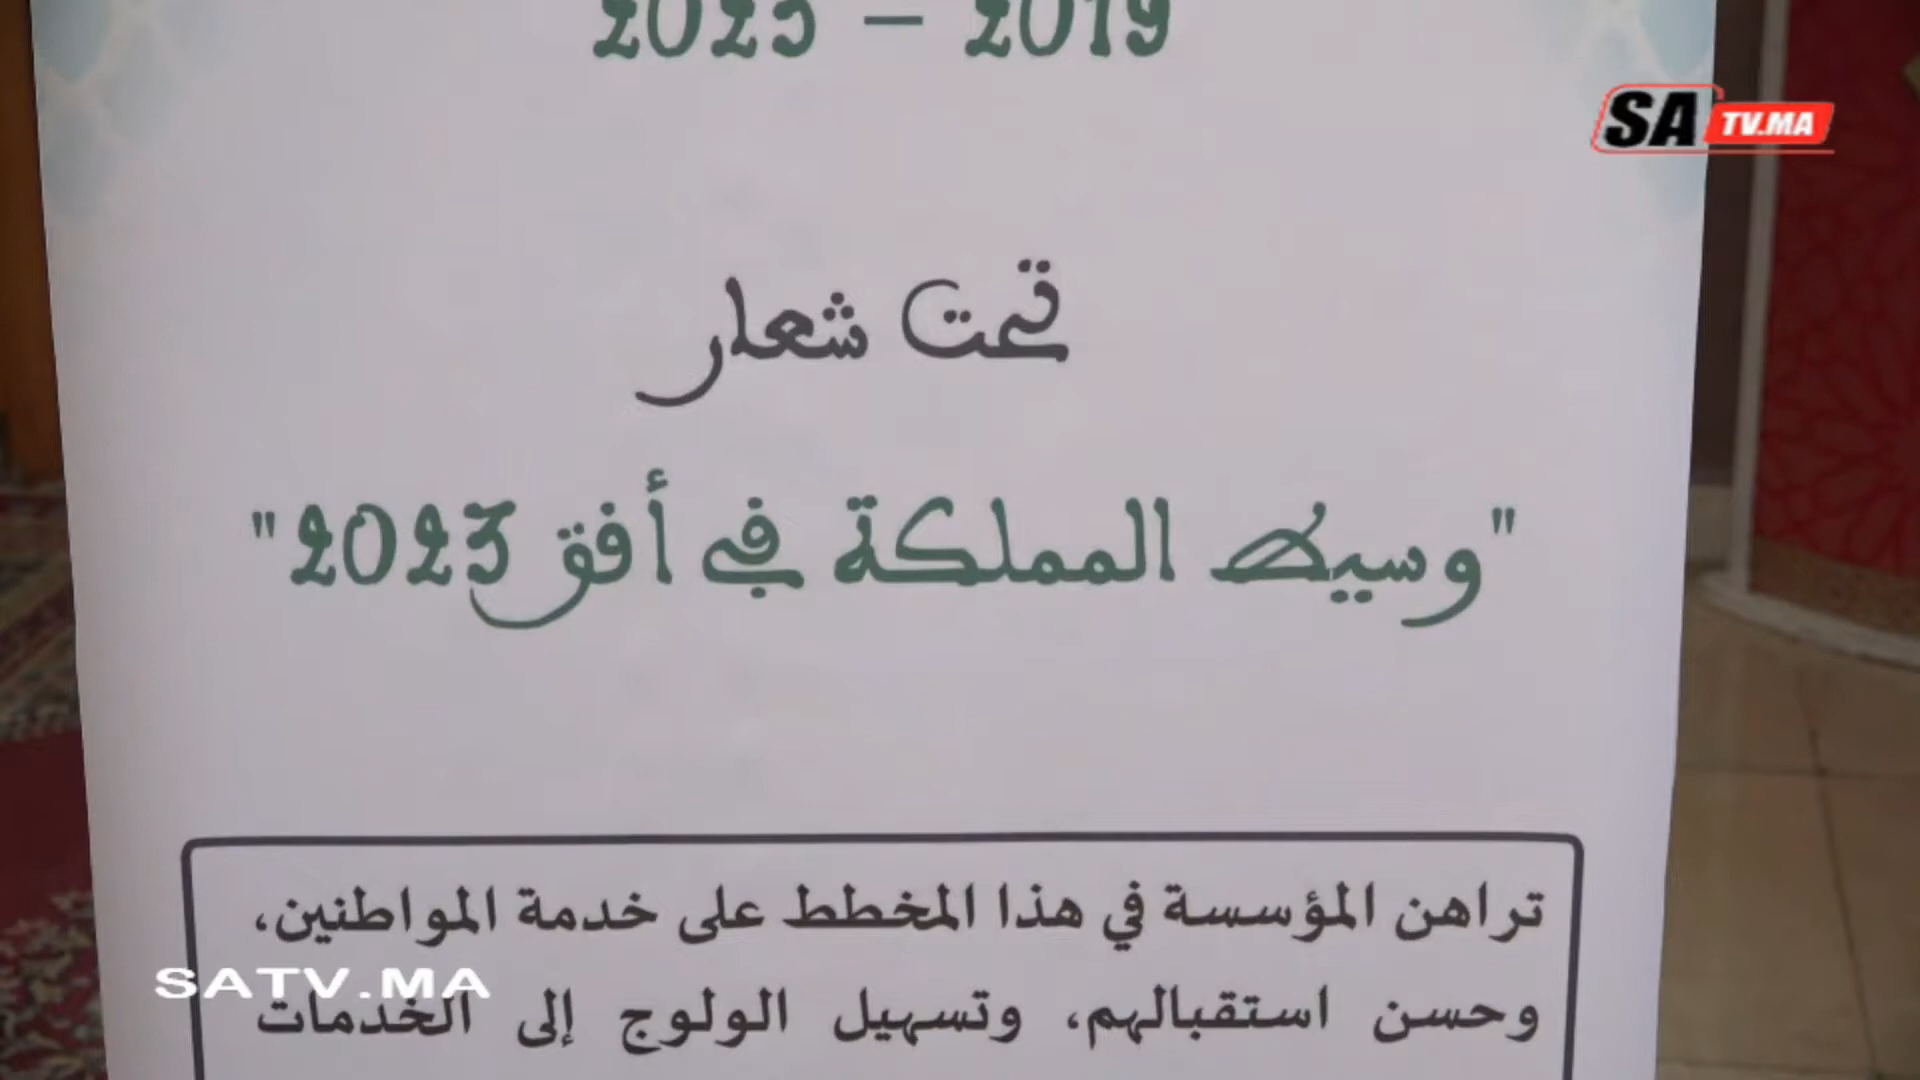 2019 – 2023
SA TV.MA
تحت شعار
"وسيط المملكة في أفق 2023"
تراهن المؤسسة في هذا المخطط على خدمة المواطنين،
وحسن استقبالهم، وتسهيل الولوج إلى الخدمات
SATV.MA